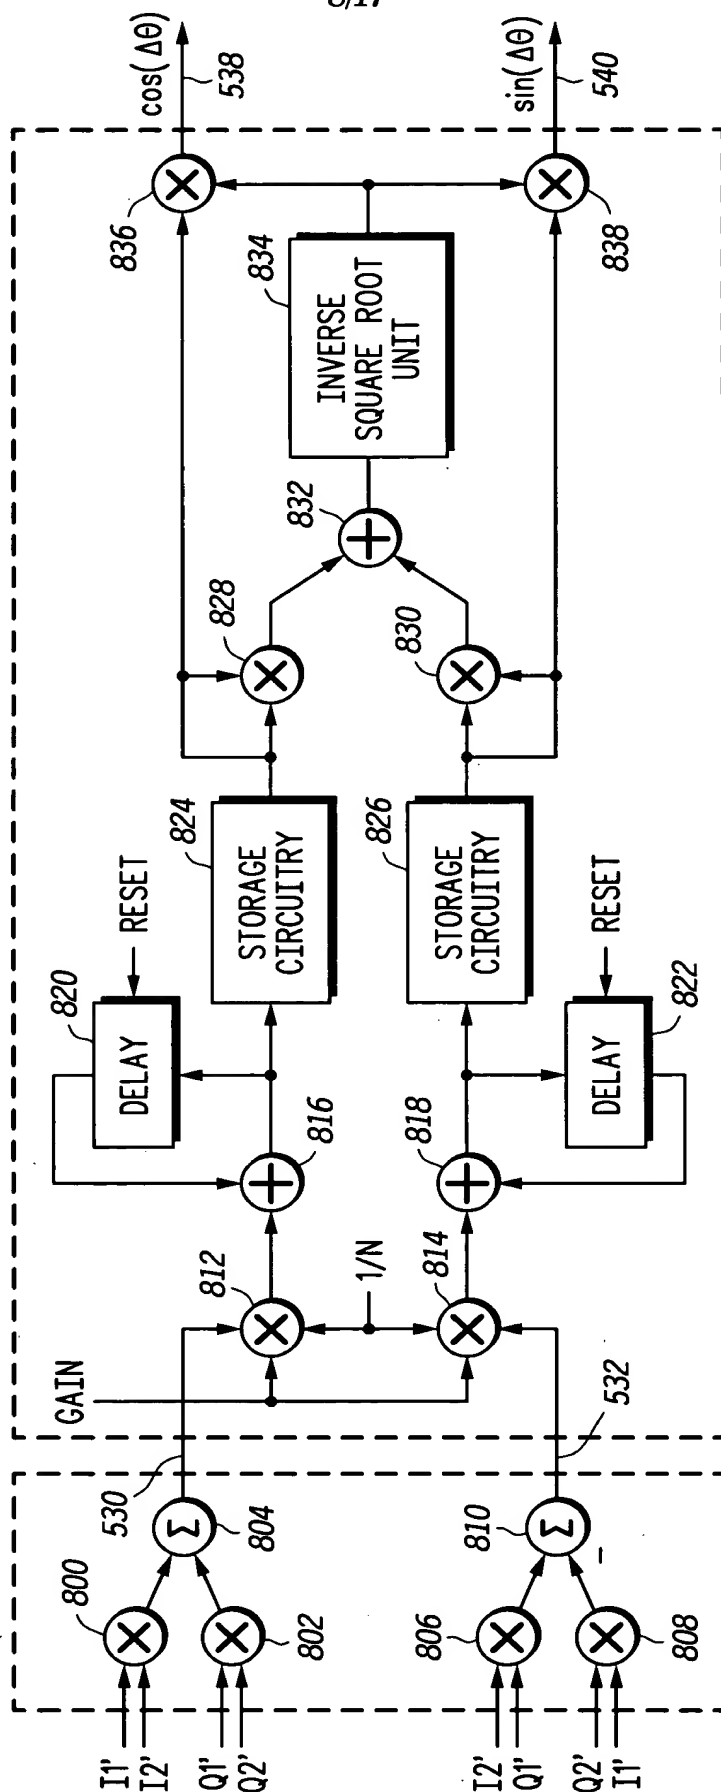 I1'
I2'
Q1'
Q2'
800
802
804
530
I2'
Q1'
Q2'
I1'
806
808
810
−
532
GAIN
812
1/N
814
816
818
820
DELAY
RESET
822
DELAY
RESET
824
STORAGE
CIRCUITRY
826
STORAGE
CIRCUITRY
828
830
832
834
INVERSE
SQUARE ROOT
UNIT
836
838
cos(Δθ)
538
sin(Δθ)
540